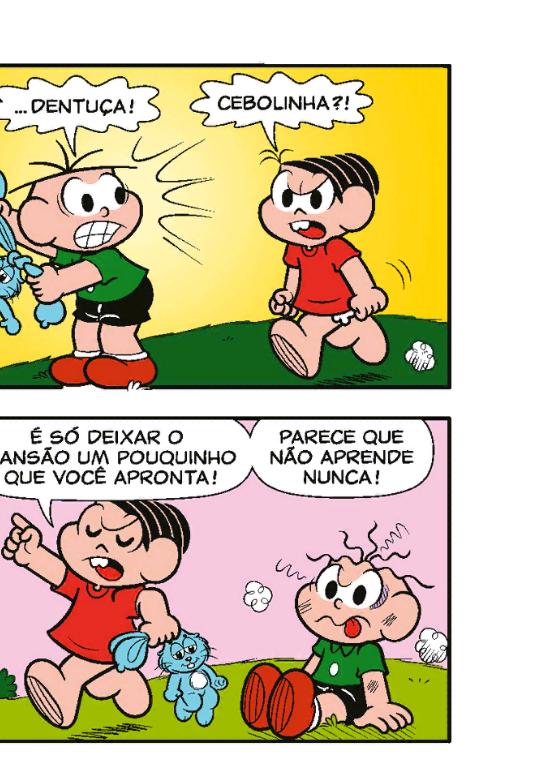 ...DENTUÇA!
CEBOLINHA?!
É SÓ DEIXAR O
ANSÃO UM POUQUINHO
QUE VOCÊ APRONTA!
PARECE QUE
NÃO APRENDE
NUNCA!